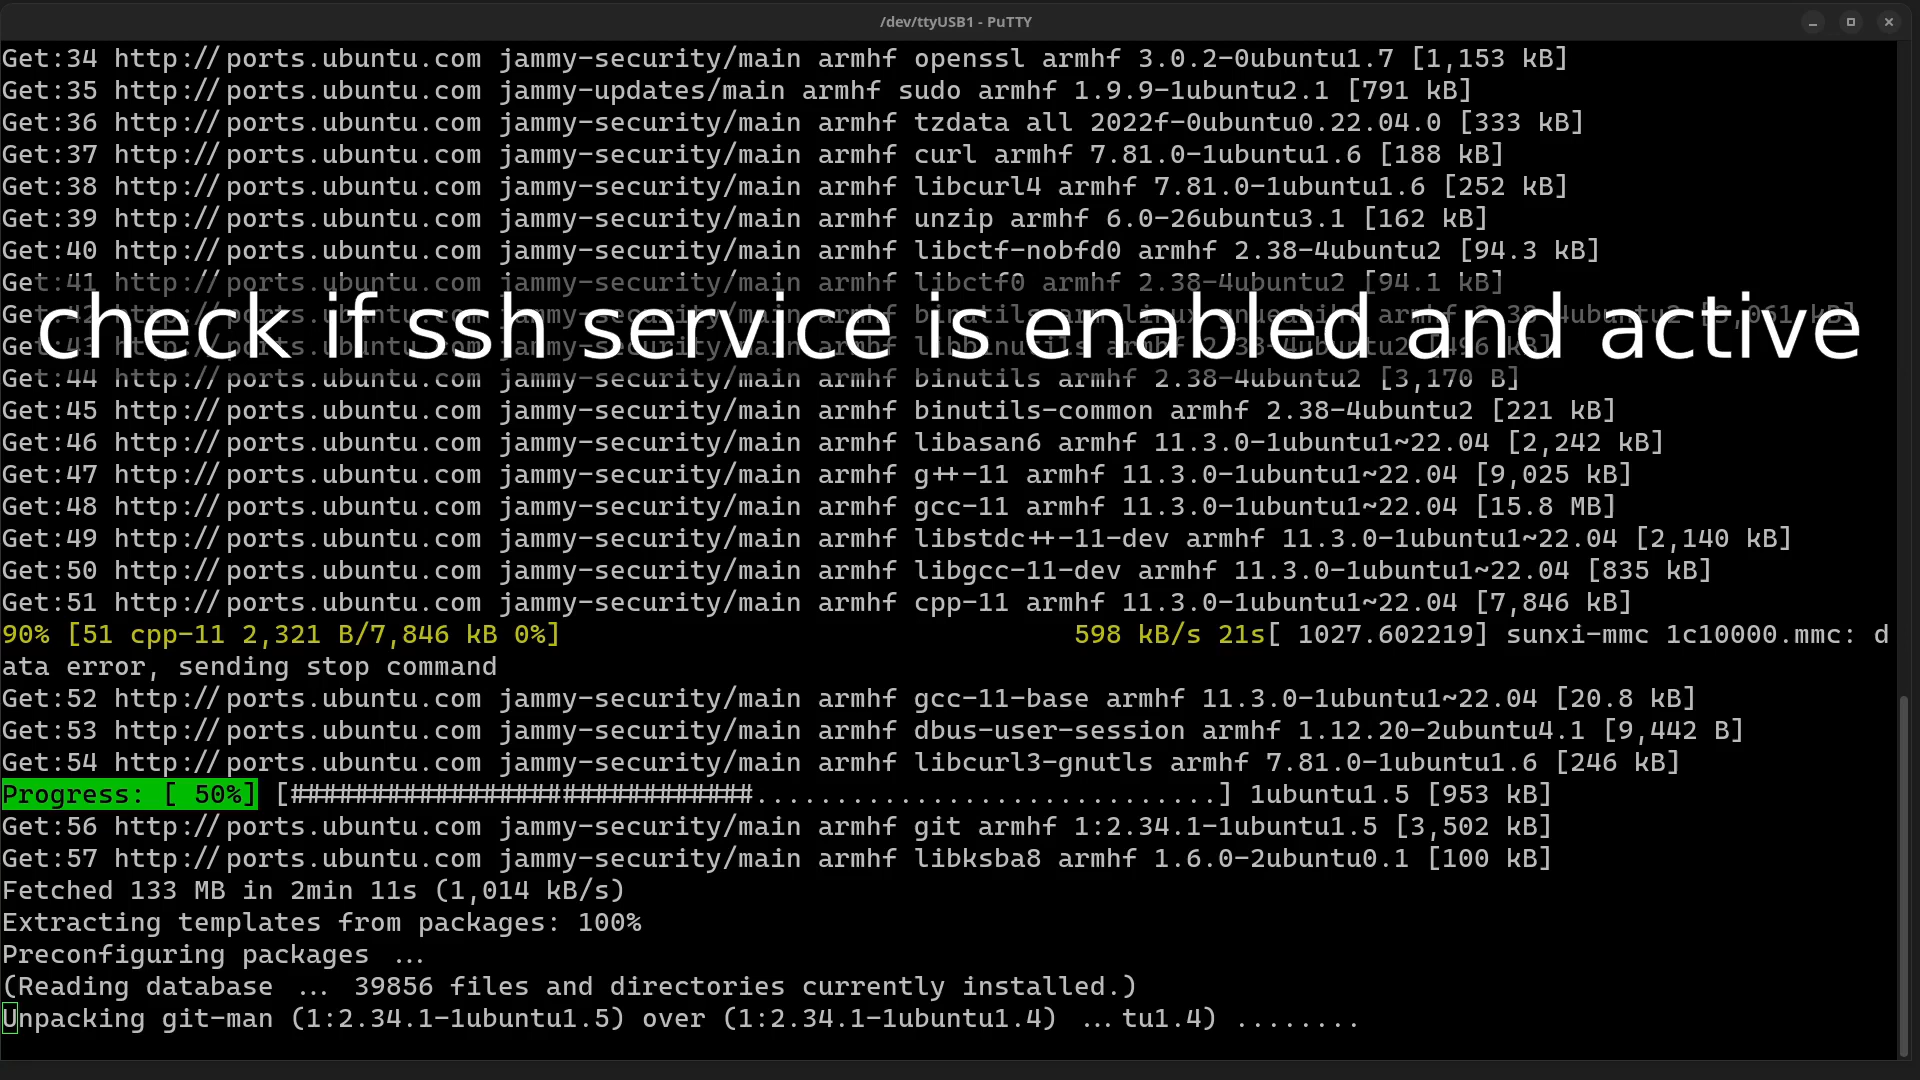 /dev/ttyUSB1 - PuTTY
Get:34 http://ports.ubuntu.com jammy-security/main armhf openssl armhf 3.0.2-0ubuntu1.7 [1,153 kB]
Get:35 http://ports.ubuntu.com jammy-updates/main armhf sudo armhf 1.9.9-1ubuntu2.1 [791 kB]
Get:36 http://ports.ubuntu.com jammy-security/main armhf tzdata all 2022f-0ubuntu0.22.04.0 [333 kB]
Get:37 http://ports.ubuntu.com jammy-security/main armhf curl armhf 7.81.0-1ubuntu1.6 [188 kB]
Get:38 http://ports.ubuntu.com jammy-security/main armhf libcurl4 armhf 7.81.0-1ubuntu1.6 [252 kB]
Get:39 http://ports.ubuntu.com jammy-security/main armhf unzip armhf 6.0-26ubuntu3.1 [162 kB]
Get:40 http://ports.ubuntu.com jammy-security/main armhf libctf-nobfd0 armhf 2.38-4ubuntu2 [94.3 kB]
Get:41 http://ports.ubuntu.com jammy-security/main armhf libctf0 armhf 2.38-4ubuntu2 [94.1 kB]
check if ssh service is enabled and active
Get:44 http://ports.ubuntu.com jammy-security/main armhf binutils armhf 2.38-4ubuntu2 [3,170 B]
Get:45 http://ports.ubuntu.com jammy-security/main armhf binutils-common armhf 2.38-4ubuntu2 [221 kB]
Get:46 http://ports.ubuntu.com jammy-security/main armhf libasan6 armhf 11.3.0-1ubuntu1~22.04 [2,242 kB]
Get:47 http://ports.ubuntu.com jammy-security/main armhf g++-11 armhf 11.3.0-1ubuntu1~22.04 [9,025 kB]
Get:48 http://ports.ubuntu.com jammy-security/main armhf gcc-11 armhf 11.3.0-1ubuntu1~22.04 [15.8 MB]
Get:49 http://ports.ubuntu.com jammy-security/main armhf libstdc++-11-dev armhf 11.3.0-1ubuntu1~22.04 [2,140 kB]
Get:50 http://ports.ubuntu.com jammy-security/main armhf libgcc-11-dev armhf 11.3.0-1ubuntu1~22.04 [835 kB]
Get:51 http://ports.ubuntu.com jammy-security/main armhf cpp-11 armhf 11.3.0-1ubuntu1~22.04 [7,846 kB]
90% [51 cpp-11 2,321 B/7,846 kB 0%] 598 kB/s 21s[ 1027.602219] sunxi-mmc 1c10000.mmc: d
ata error, sending stop command
Get:52 http://ports.ubuntu.com jammy-security/main armhf gcc-11-base armhf 11.3.0-1ubuntu1~22.04 [20.8 kB]
Get:53 http://ports.ubuntu.com jammy-security/main armhf dbus-user-session armhf 1.12.20-2ubuntu4.1 [9,442 B]
Get:54 http://ports.ubuntu.com jammy-security/main armhf libcurl3-gnutls armhf 7.81.0-1ubuntu1.6 [246 kB]
Progress: [ 50%] [#############################.............................] 1ubuntu1.5 [953 kB]
Get:56 http://ports.ubuntu.com jammy-security/main armhf git armhf 1:2.34.1-1ubuntu1.5 [3,502 kB]
Get:57 http://ports.ubuntu.com jammy-security/main armhf libksba8 armhf 1.6.0-2ubuntu0.1 [100 kB]
Fetched 133 MB in 2min 11s (1,014 kB/s)
Extracting templates from packages: 100%
Preconfiguring packages ...
(Reading database ... 39856 files and directories currently installed.)
Unpacking git-man (1:2.34.1-1ubuntu1.5) over (1:2.34.1-1ubuntu1.4) ...tu1.4) ........